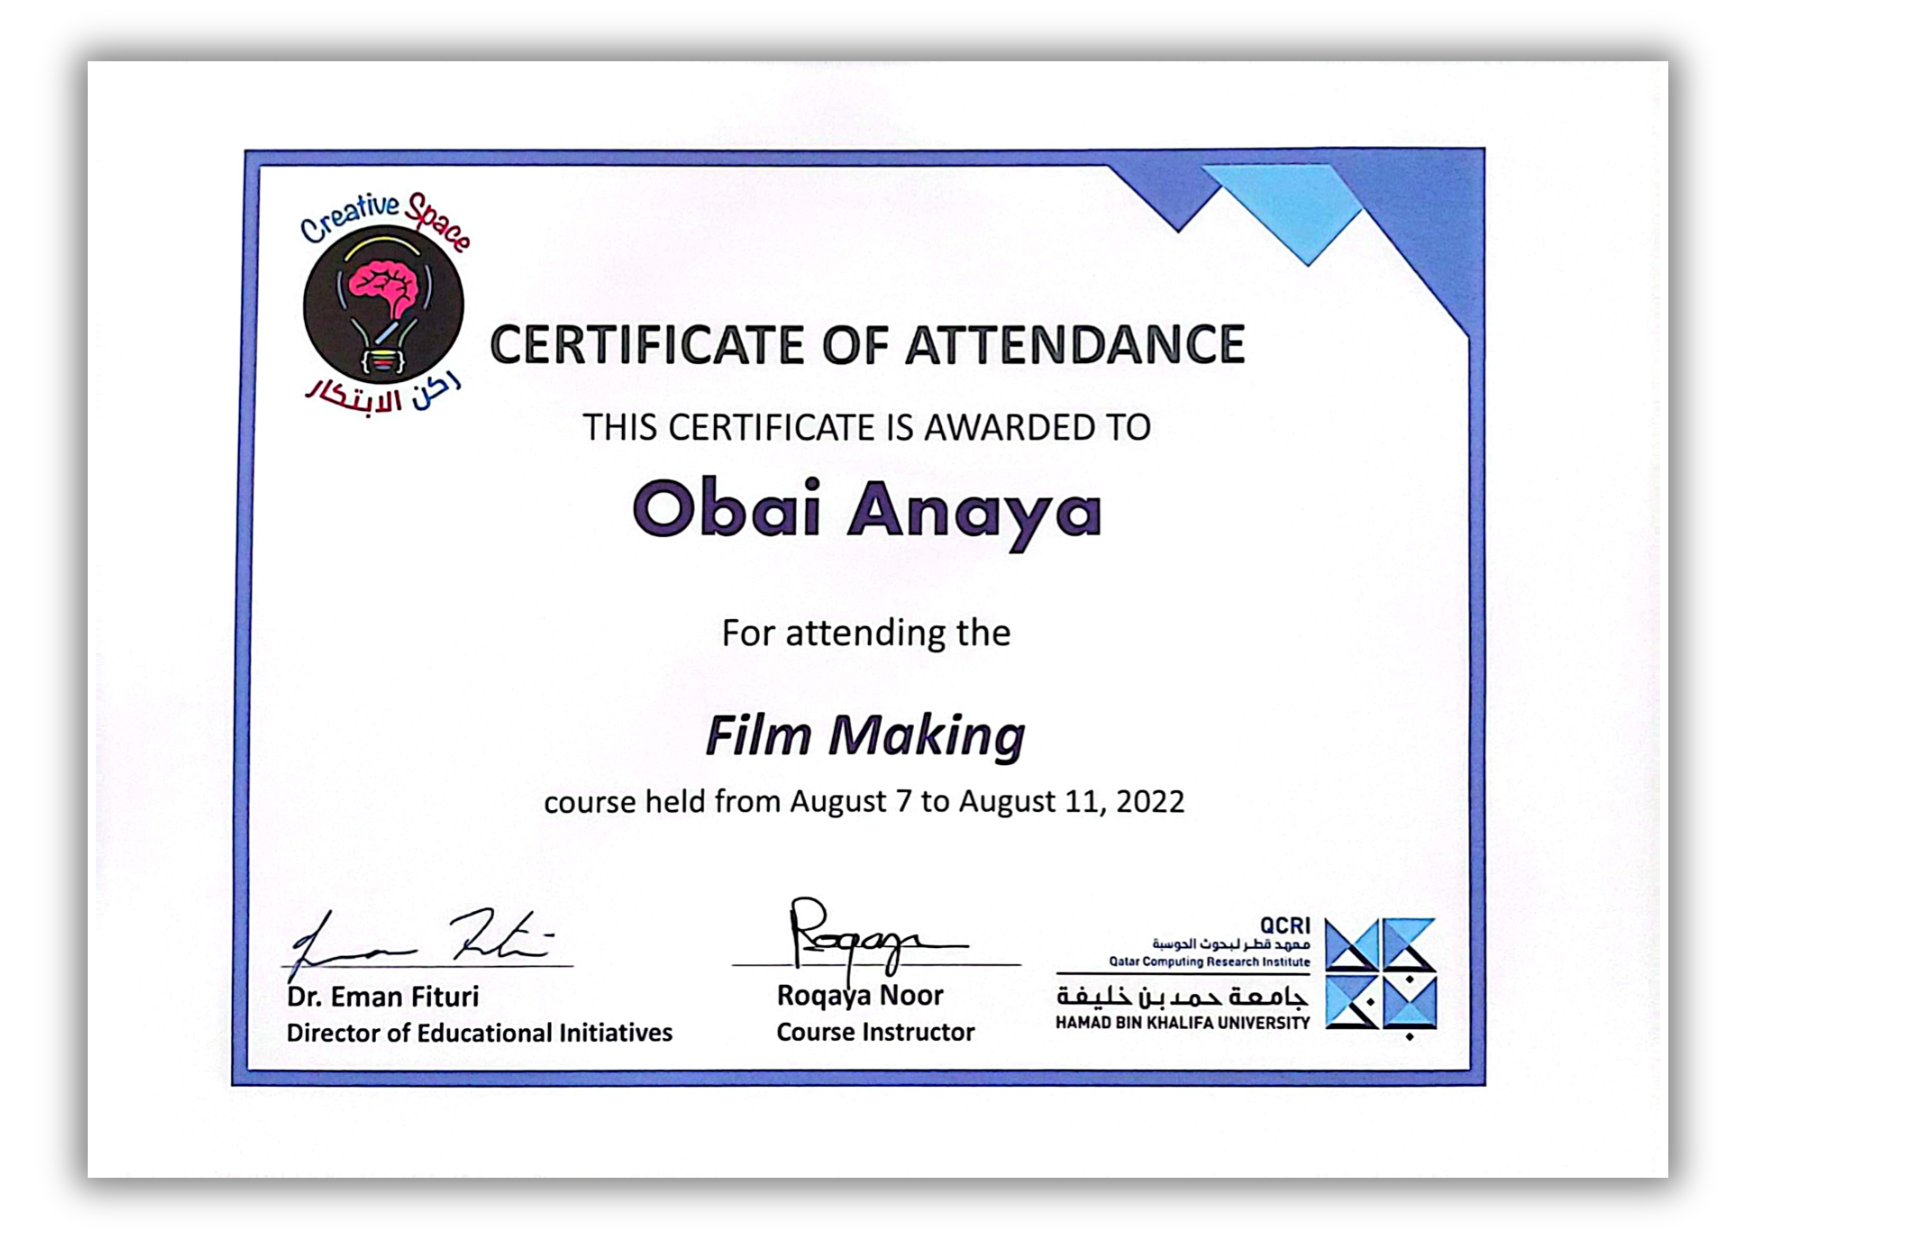 Creative Space
ركن الابتكار
CERTIFICATE OF ATTENDANCE
THIS CERTIFICATE IS AWARDED TO
Obai Anaya
For attending the
Film Making
course held from August 7 to August 11, 2022
Roqaya
Dr. Eman Fituri
Director of Educational Initiatives
Roqaya Noor
Course Instructor
QCRI
معهد قطر لبحوث الحوسبة
Qatar Computing Research Institute
جامعة حمد بن خليفة
HAMAD BIN KHALIFA UNIVERSITY